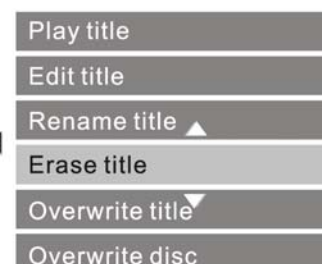 Play title
Edit title
Rename title
Erase title
Overwrite title
Overwrite disc